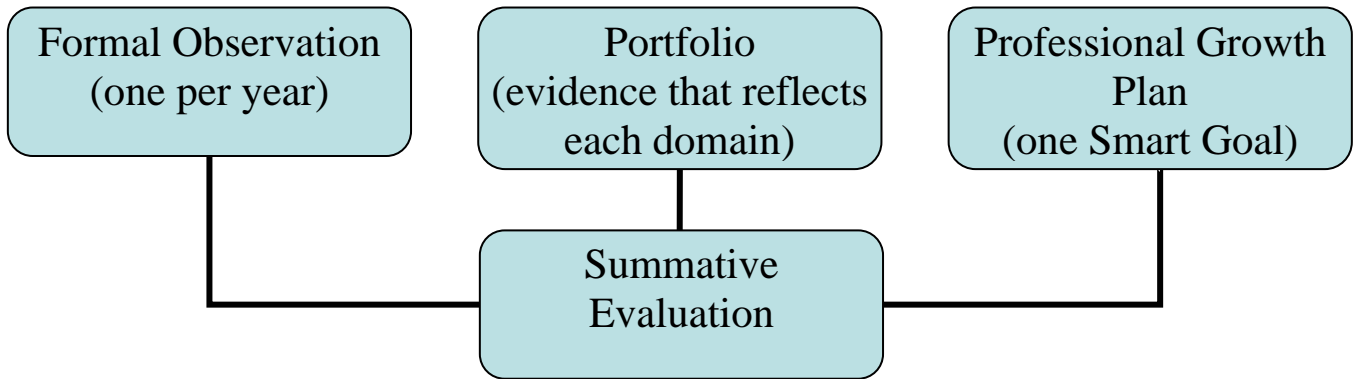 Formal Observation
(one per year)
Portfolio
(evidence that reflects
each domain)
Professional Growth
Plan
(one Smart Goal)
Summative
Evaluation